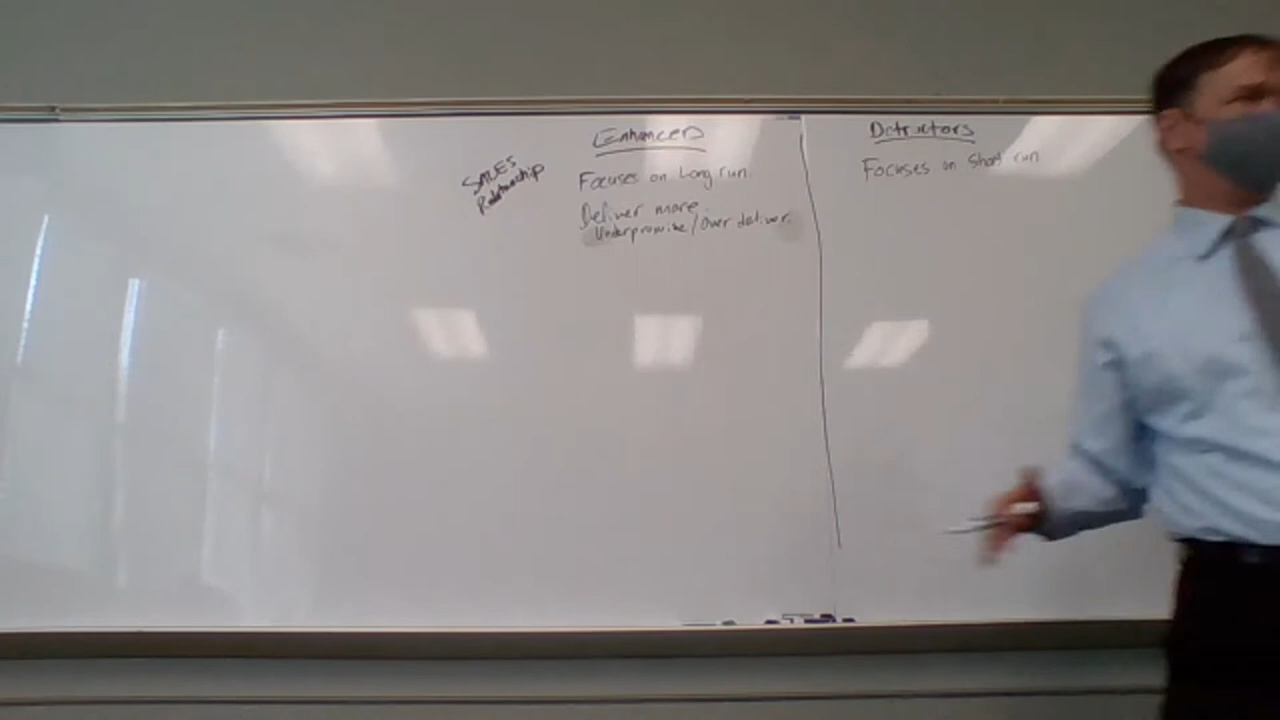 Enhancers
Detractors
SALES
Relationship
Focuses on Long run
Focuses on short run
Deliver more
Underpromise/Over deliver.